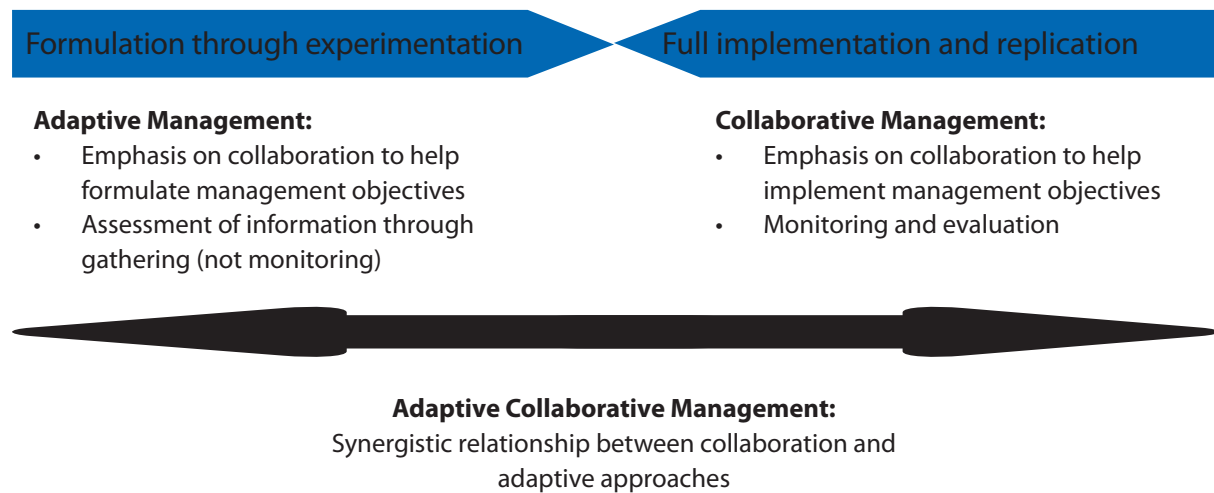 Formulation through experimentation
Full implementation and replication
Adaptive Management:
• Emphasis on collaboration to help
formulate management objectives
• Assessment of information through
gathering (not monitoring)
Collaborative Management:
• Emphasis on collaboration to help
implement management objectives
• Monitoring and evaluation
Adaptive Collaborative Management:
Synergistic relationship between collaboration and
adaptive approaches